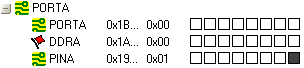 PORTA
PORTA 0x1B... 0x00
DDRA 0x1A... 0x00
PINA 0x19... 0x01